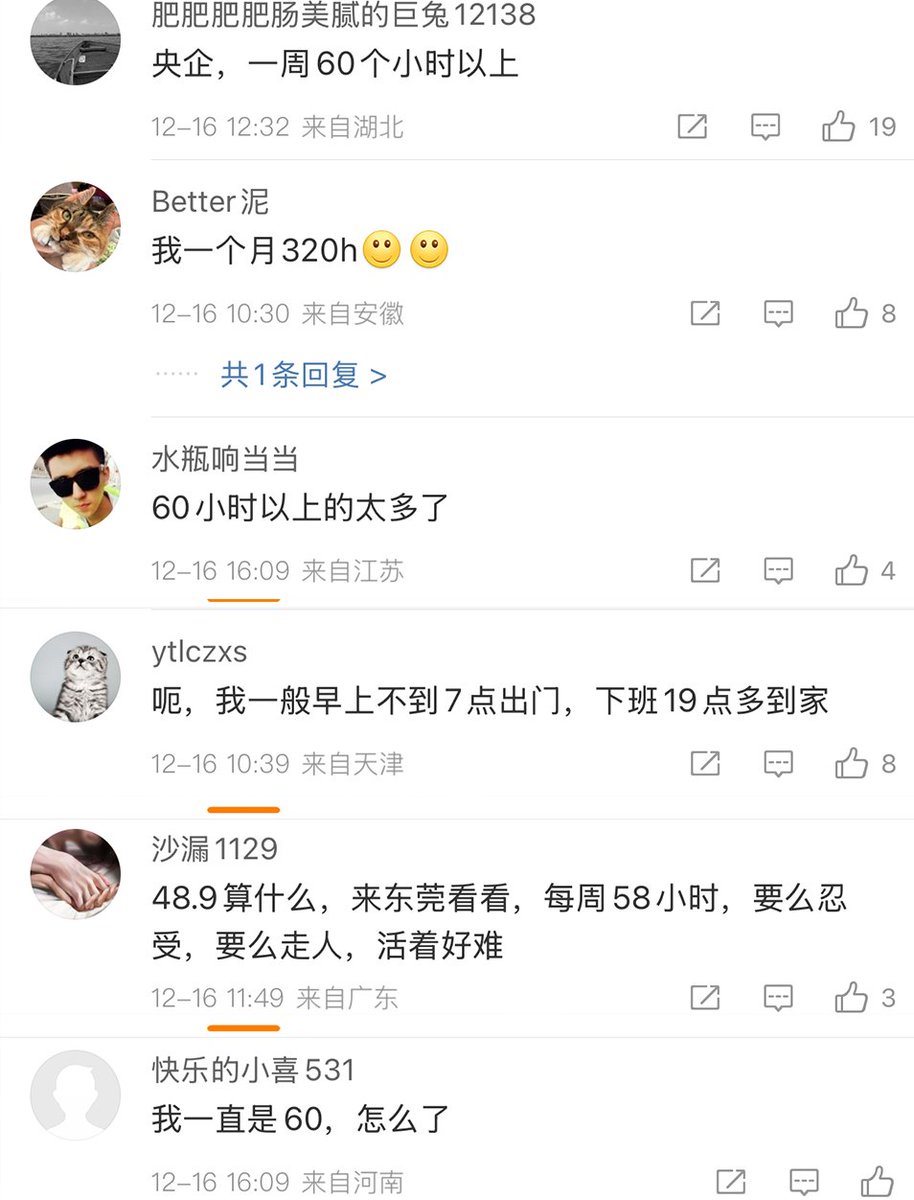 肥肥肥肥肠美腻的巨兔12138
央企，一周60个小时以上
12-16 12:32 来自湖北
19
Better泥
我一个月320h
12-16 10:30 来自安徽
8
······ 共1条回复 >
水瓶响当当
60小时以上的太多了
12-16 16:09 来自江苏
4
ytlczxs
呃，我一般早上不到7点出门，下班19点多到家
12-16 10:39 来自天津
8
沙漏1129
48.9算什么，来东莞看看，每周58小时，要么忍
受，要么走人，活着好难
12-16 11:49 来自广东
3
快乐的小喜531
我一直是60，怎么了
12-16 16:09 来自河南